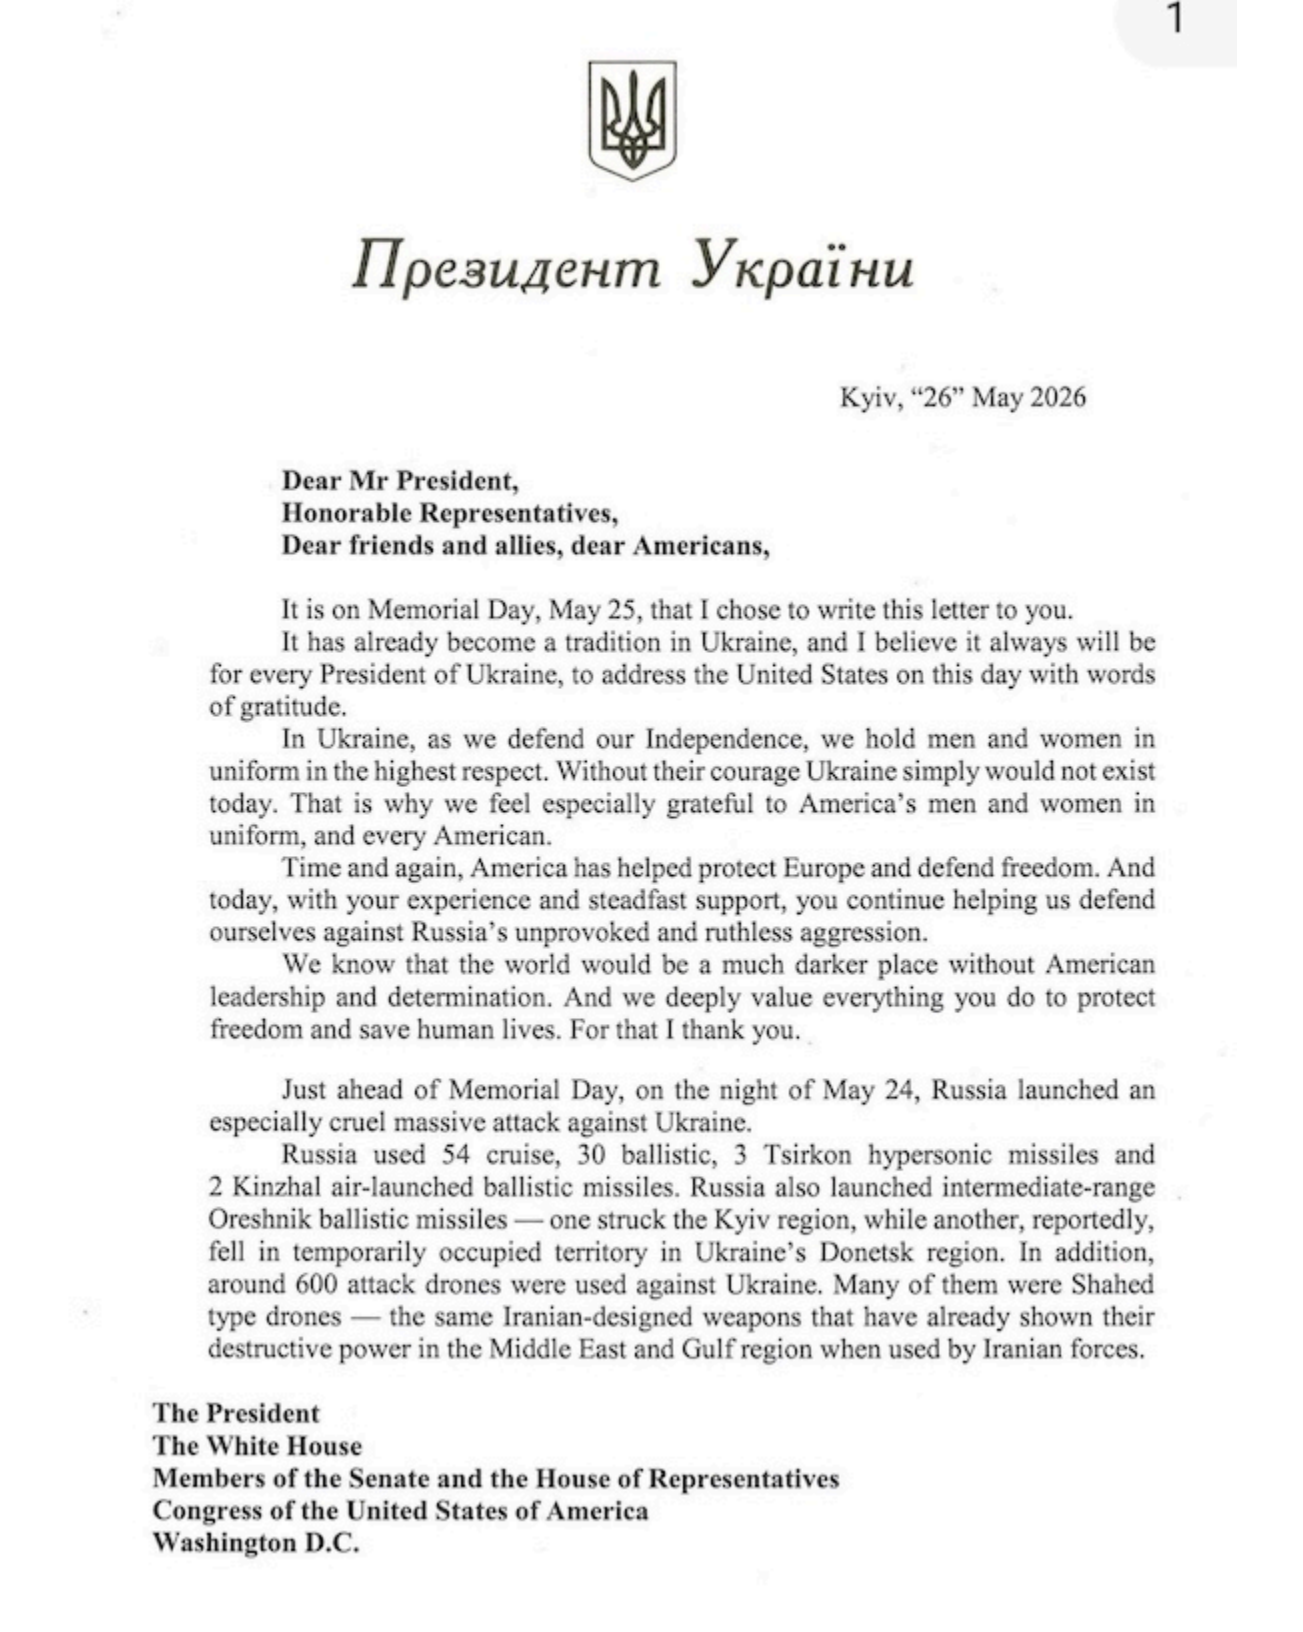 1
Президент України
Kyiv, “26” May 2026
Dear Mr President,
Honorable Representatives,
Dear friends and allies, dear Americans,
It is on Memorial Day, May 25, that I chose to write this letter to you.
It has already become a tradition in Ukraine, and I believe it always will be
for every President of Ukraine, to address the United States on this day with words
of gratitude.
In Ukraine, as we defend our Independence, we hold men and women in
uniform in the highest respect. Without their courage Ukraine simply would not exist
today. That is why we feel especially grateful to America’s men and women in
uniform, and every American.
Time and again, America has helped protect Europe and defend freedom. And
today, with your experience and steadfast support, you continue helping us defend
ourselves against Russia’s unprovoked and ruthless aggression.
We know that the world would be a much darker place without American
leadership and determination. And we deeply value everything you do to protect
freedom and save human lives. For that I thank you.
Just ahead of Memorial Day, on the night of May 24, Russia launched an
especially cruel massive attack against Ukraine.
Russia used 54 cruise, 30 ballistic, 3 Tsirkon hypersonic missiles and
2 Kinzhal air-launched ballistic missiles. Russia also launched intermediate-range
Oreshnik ballistic missiles — one struck the Kyiv region, while another, reportedly,
fell in temporarily occupied territory in Ukraine’s Donetsk region. In addition,
around 600 attack drones were used against Ukraine. Many of them were Shahed
type drones — the same Iranian-designed weapons that have already shown their
destructive power in the Middle East and Gulf region when used by Iranian forces.
The President
The White House
Members of the Senate and the House of Representatives
Congress of the United States of America
Washington D.C.